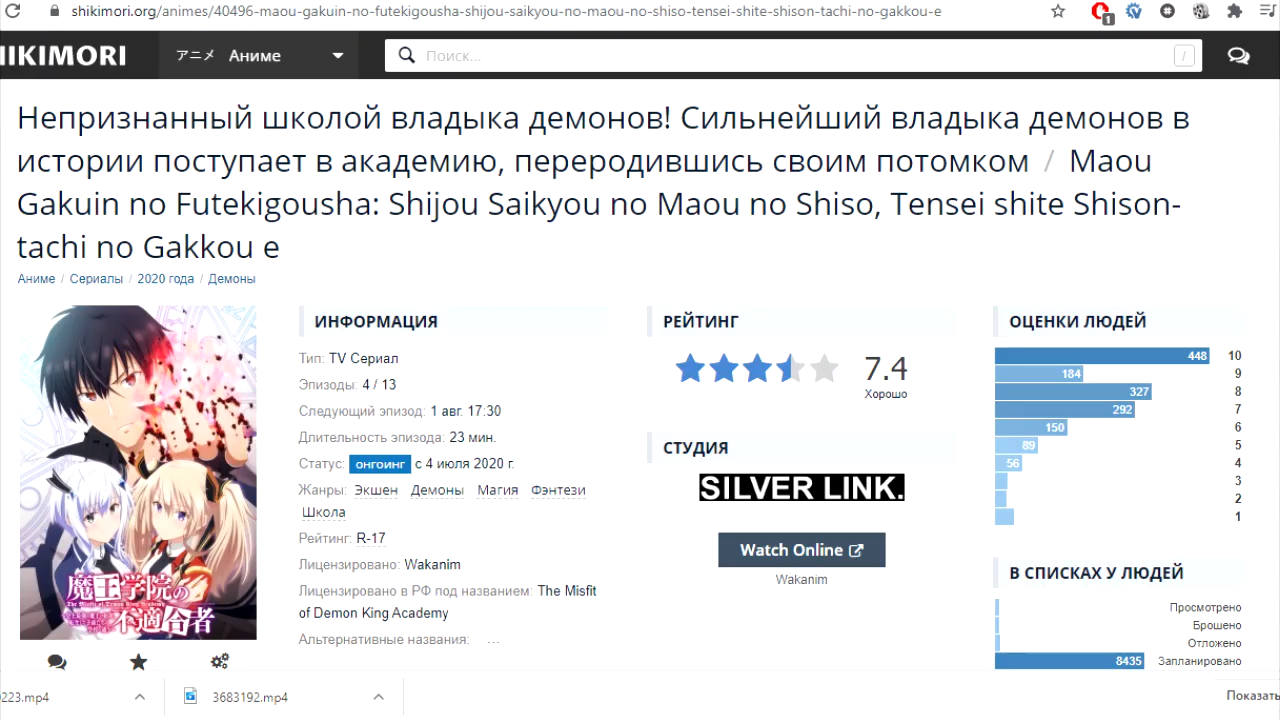 shikimori.org/animes/40496-maou-gakuin-no-futekigousha-shijou-saikyou-no-maou-no-shiso-tensei-shite-shison-tachi-no-gakkou-e
1
HIKIMORI アニメ Аниме Поиск... /
Непризнанный школой владыка демонов! Сильнейший владыка демонов в
истории поступает в академию, переродившись своим потомком / Maou
Gakuin no Futekigousha: Shijou Saikyou no Maou no Shiso, Tensei shite Shison-
tachi no Gakkou e
Аниме / Сериалы / 2020 года / Демоны
魔王学院の
The Misfit of Demon King Academy
不適合者
ИНФОРМАЦИЯ
Тип: TV Сериал
Эпизоды: 4 / 13
Следующий эпизод: 1 авг. 17:30
Длительность эпизода: 23 мин.
Статус: онгоинг с 4 июля 2020 г.
Жанры: Экшен Демоны Магия Фэнтези
Школа
Рейтинг: R-17
Лицензировано: Wakanim
Лицензировано в РФ под названием: The Misfit
of Demon King Academy
Альтернативные названия: ...
РЕЙТИНГ
7.4
Хорошо
СТУДИЯ
SILVER LINK.
Watch Online
Wakanim
ОЦЕНКИ ЛЮДЕЙ
448 10
184 9
327 8
292 7
150 6
89 5
56 4
3
2
1
В СПИСКАХ У ЛЮДЕЙ
Просмотрено
Брошено
Отложено
8435 Запланировано
0223.mp4 3683192.mp4 Показать